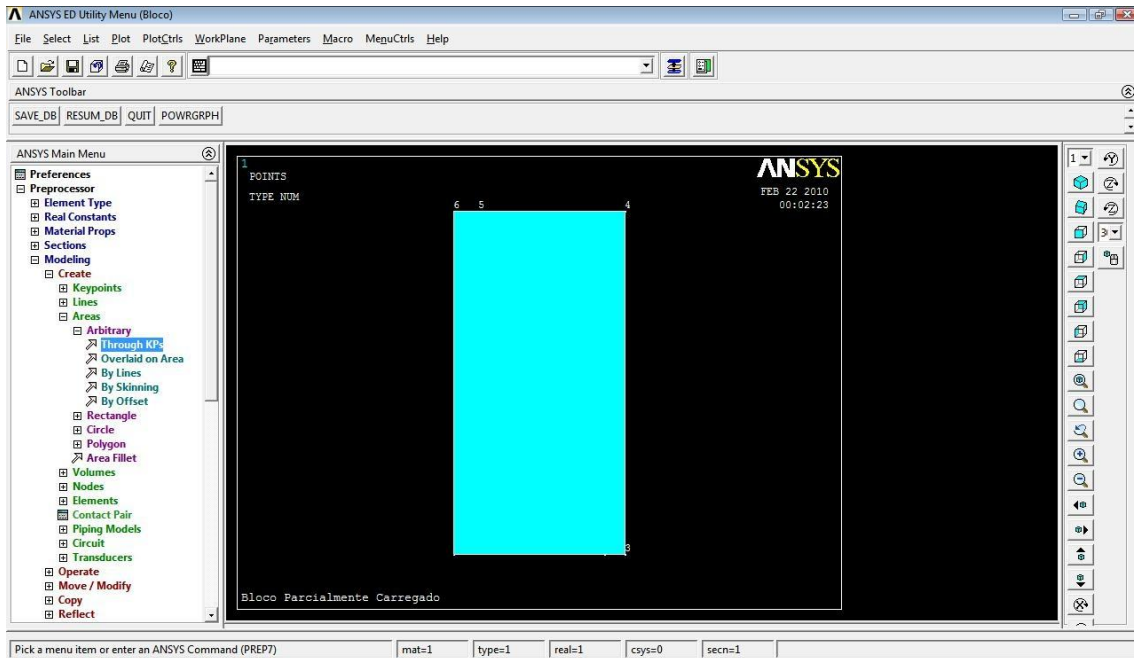 ANSYS ED Utility Menu (Bloco)
File Select List Plot PlotCtrls WorkPlane Parameters Macro MenuCtrls Help
ANSYS Toolbar
SAVE_DB RESUM_DB QUIT POWRGRPH
ANSYS Main Menu
Preferences
Preprocessor
Element Type
Real Constants
Material Props
Sections
Modeling
Create
Keypoints
Lines
Areas
Arbitrary
Through KPs
Overlaid on Area
By Lines
By Skinning
By Offset
Rectangle
Circle
Polygon
Area Fillet
Volumes
Nodes
Elements
Contact Pair
Piping Models
Circuit
Transducers
Operate
Move / Modify
Copy
Reflect
1
POINTS
TYPE NUM
ANSYS
FEB 22 2010
00:02:23
6 5 4
3
Bloco Parcialmente Carregado
1
Pick a menu item or enter an ANSYS Command (PREP7) mat=1 type=1 real=1 csys=0 secn=1